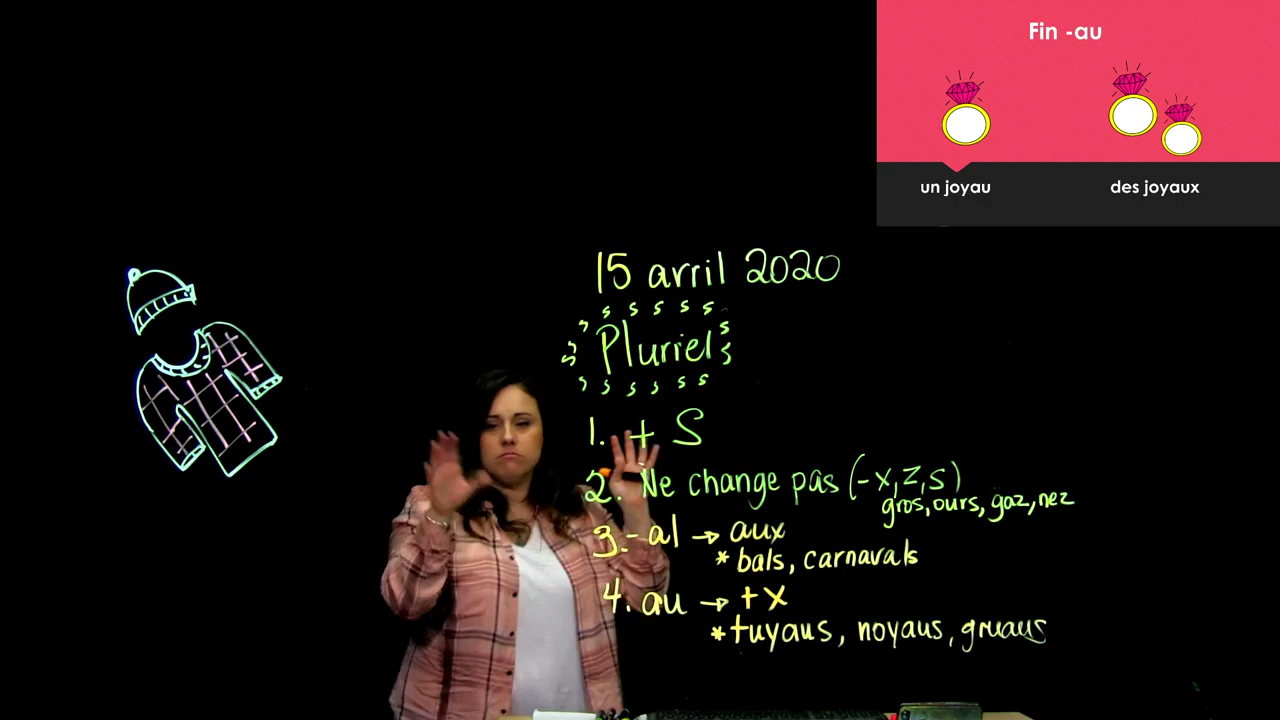 Fin -au
un joyau des joyaux
15 avril 2020
s s s s s
Pluriel
s s s s s
1. + S
2. Ne change pas (-x, z, s)
gros, ours, gaz, nez
3. -al → aux
* bals, carnavals
4. au → +x
* tuyaus, noyaus, gruaus